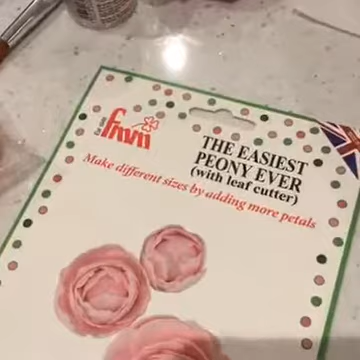 fmm
THE EASIEST
PEONY EVER
(with leaf cutter)
Make different sizes by adding more petals